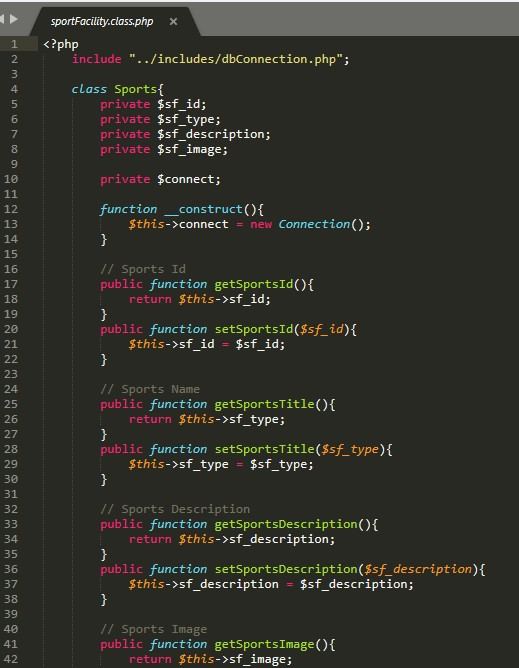 sportFacility.class.php ×
1 <?php
2 include "../includes/dbConnection.php";
3
4 class Sports{
5 private $sf_id;
6 private $sf_type;
7 private $sf_description;
8 private $sf_image;
9
10 private $connect;
11
12 function __construct(){
13 $this->connect = new Connection();
14 }
15
16 // Sports Id
17 public function getSportsId(){
18 return $this->sf_id;
19 }
20 public function setSportsId($sf_id){
21 $this->sf_id = $sf_id;
22 }
23
24 // Sports Name
25 public function getSportsTitle(){
26 return $this->sf_type;
27 }
28 public function setSportsTitle($sf_type){
29 $this->sf_type = $sf_type;
30 }
31
32 // Sports Description
33 public function getSportsDescription(){
34 return $this->sf_description;
35 }
36 public function setSportsDescription($sf_description){
37 $this->sf_description = $sf_description;
38 }
39
40 // Sports Image
41 public function getSportsImage(){
42 return $this->sf_image;